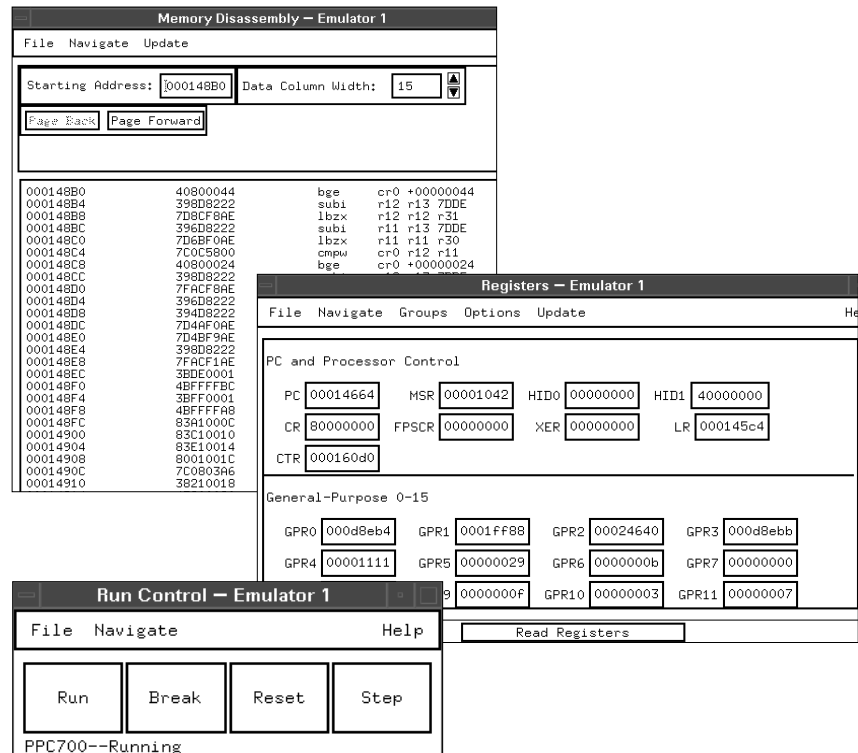 Memory Disassembly — Emulator 1
File Navigate Update
Starting Address: 000148B0 Data Column Width: 15
Page Back Page Forward
000148B0 40800044 bge cr0 +00000044
000148B4 398D8222 subi r12 r13 7DDE
000148B8 7D8CF8AE lbzx r12 r12 r31
000148BC 396D8222 subi r11 r13 7DDE
000148C0 7D6BF0AE lbzx r11 r11 r30
000148C4 7C0C5800 cmpw cr0 r12 r11
000148C8 40800024 bge cr0 +00000024
000148CC 398D8222
000148D0 7FACF8AE
000148D4 396D8222
000148D8 394D8222
000148DC 7D4AF0AE
000148E0 7D4BF9AE
000148E4 398D8222
000148E8 7FACF1AE
000148EC 3BDE0001
000148F0 4BFFFFBC
000148F4 3BFF0001
000148F8 4BFFFFA8
000148FC 83A1000C
00014900 83C10010
00014904 83E10014
00014908 8001001C
0001490C 7C0803A6
00014910 38210018
Registers — Emulator 1
File Navigate Groups Options Update He
PC and Processor Control
PC 00014664 MSR 00001042 HID0 00000000 HID1 40000000
CR 80000000 FPSCR 00000000 XER 00000000 LR 000145c4
CTR 000160d0
General-Purpose 0-15
GPR0 000d8eb4 GPR1 0001ff88 GPR2 00024640 GPR3 000d8ebb
GPR4 00001111 GPR5 00000029 GPR6 0000000b GPR7 00000000
9 0000000f GPR10 00000003 GPR11 00000007
Read Registers
Run Control — Emulator 1
File Navigate Help
Run Break Reset Step
PPC700--Running